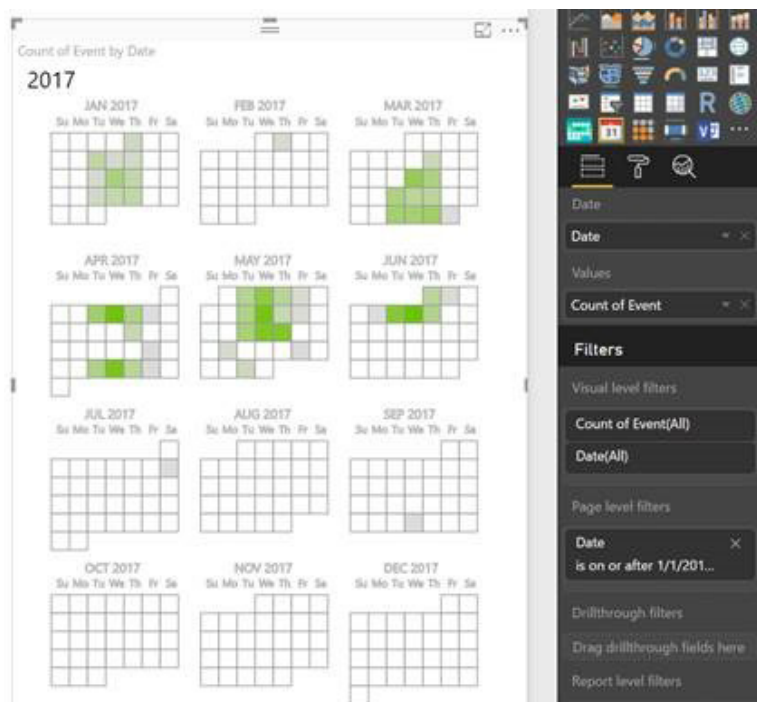 Count of Event by Date
2017
JAN 2017 FEB 2017 MAR 2017
Su Mo Tu We Th Fr Sa Su Mo Tu We Th Fr Sa Su Mo Tu We Th Fr Sa
APR 2017 MAY 2017 JUN 2017
Su Mo Tu We Th Fr Sa Su Mo Tu We Th Fr Sa Su Mo Tu We Th Fr Sa
JUL 2017 AUG 2017 SEP 2017
Su Mo Tu We Th Fr Sa Su Mo Tu We Th Fr Sa Su Mo Tu We Th Fr Sa
OCT 2017 NOV 2017 DEC 2017
Su Mo Tu We Th Fr Sa Su Mo Tu We Th Fr Sa Su Mo Tu We Th Fr Sa
R
31
Date
Date
Values
Count of Event
Filters
Visual level filters
Count of Event(All)
Date(All)
Page level filters
Date
is on or after 1/1/201...
Drillthrough filters
Drag drillthrough fields here
Report level filters